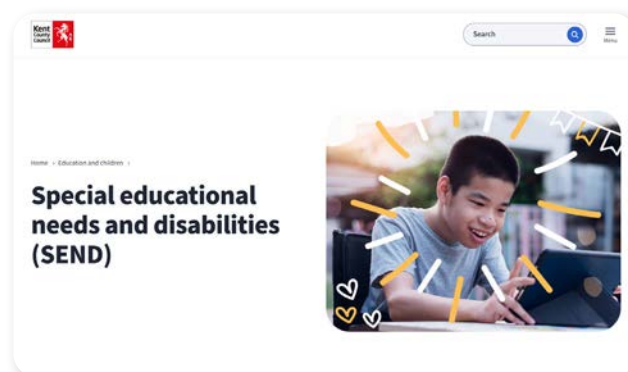 Kent
County
Council
Search
Menu
Home › Education and children ›
Special educational
needs and disabilities
(SEND)